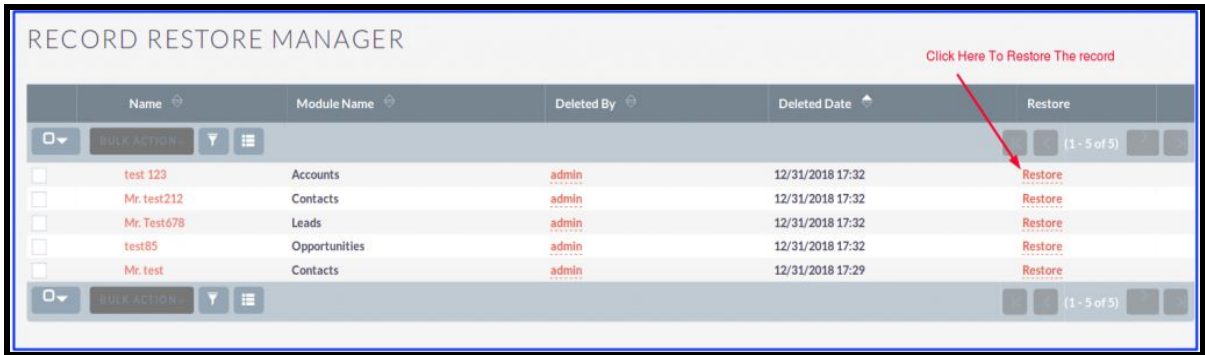 RECORD RESTORE MANAGER
Click Here To Restore The record
Name Module Name Deleted By Deleted Date Restore
BULK ACTION (1 - 5 of 5)
test 123 Accounts admin 12/31/2018 17:32 Restore
Mr. test212 Contacts admin 12/31/2018 17:32 Restore
Mr. Test678 Leads admin 12/31/2018 17:32 Restore
test85 Opportunities admin 12/31/2018 17:32 Restore
Mr. test Contacts admin 12/31/2018 17:29 Restore
BULK ACTION (1 - 5 of 5)